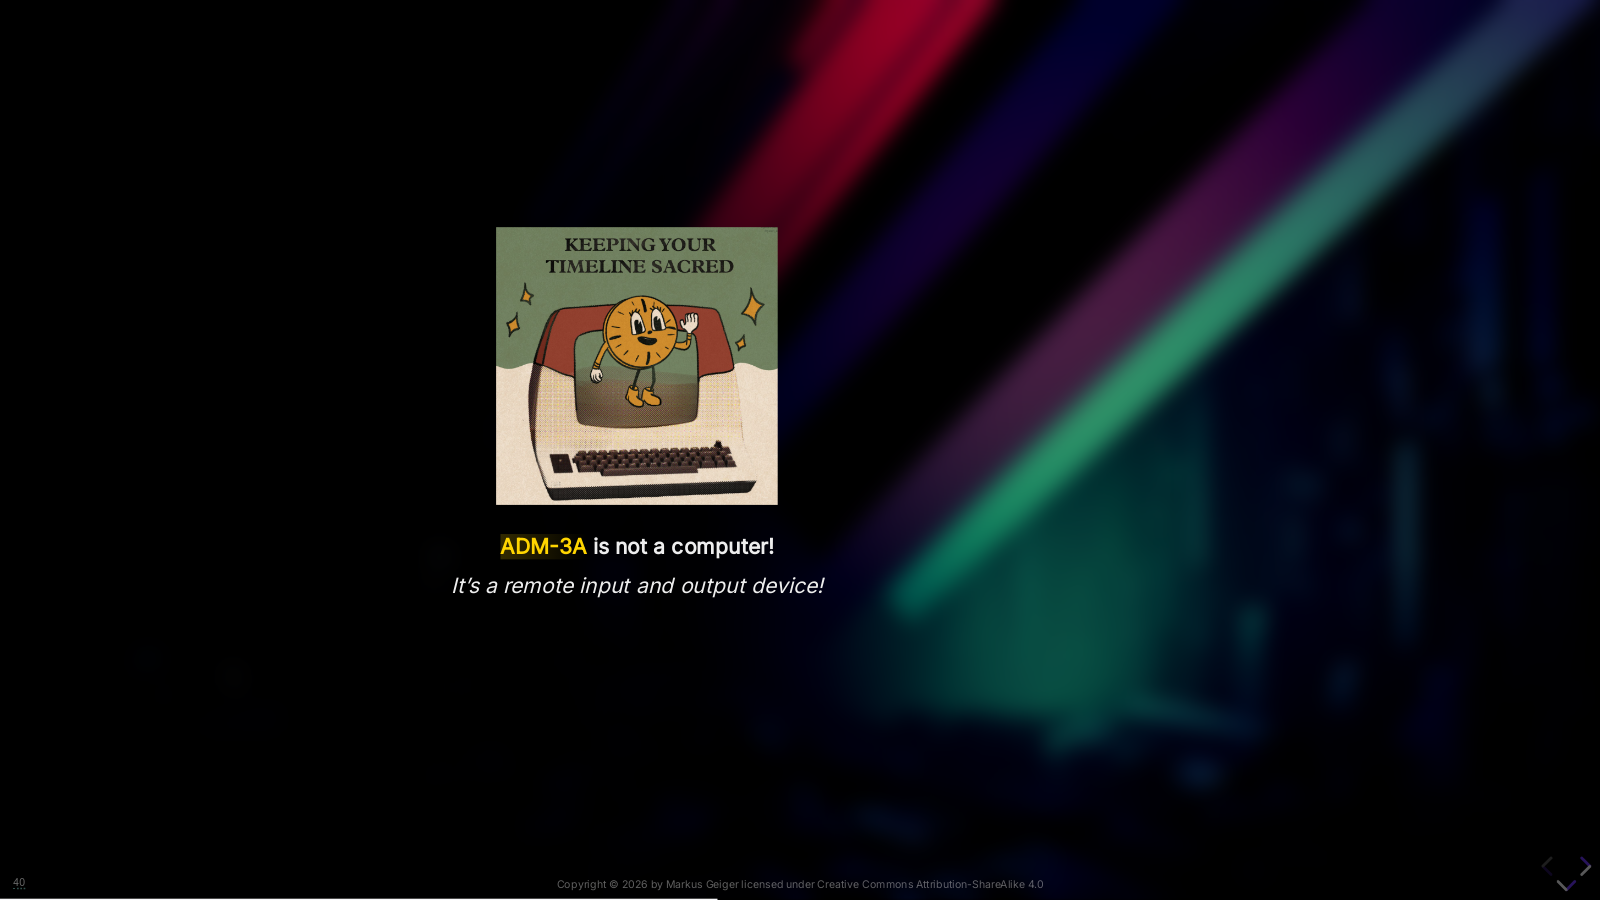 KEEPING YOUR
TIMELINE SACRED
ADM-3A is not a computer!
It’s a remote input and output device!
40
Copyright © 2026 by Markus Geiger licensed under Creative Commons Attribution-ShareAlike 4.0